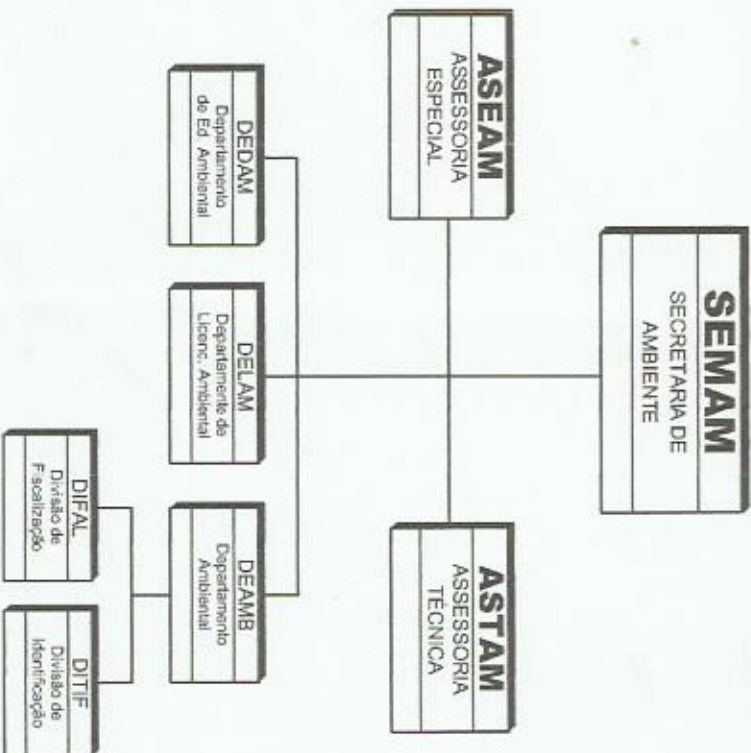 SEMAM
SECRETARIA DE
AMBIENTE
ASEAM
ASSESSORIA
ESPECIAL
ASTAM
ASSESSORIA
TÉCNICA
DEDAM
Departamento
de Ed. Ambiental
DELAM
Departamento de
Licenc. Ambiental
DEAMB
Departamento
Ambiental
DIFAL
Divisão de
Fiscalização
DITIF
Divisão de
Identificação